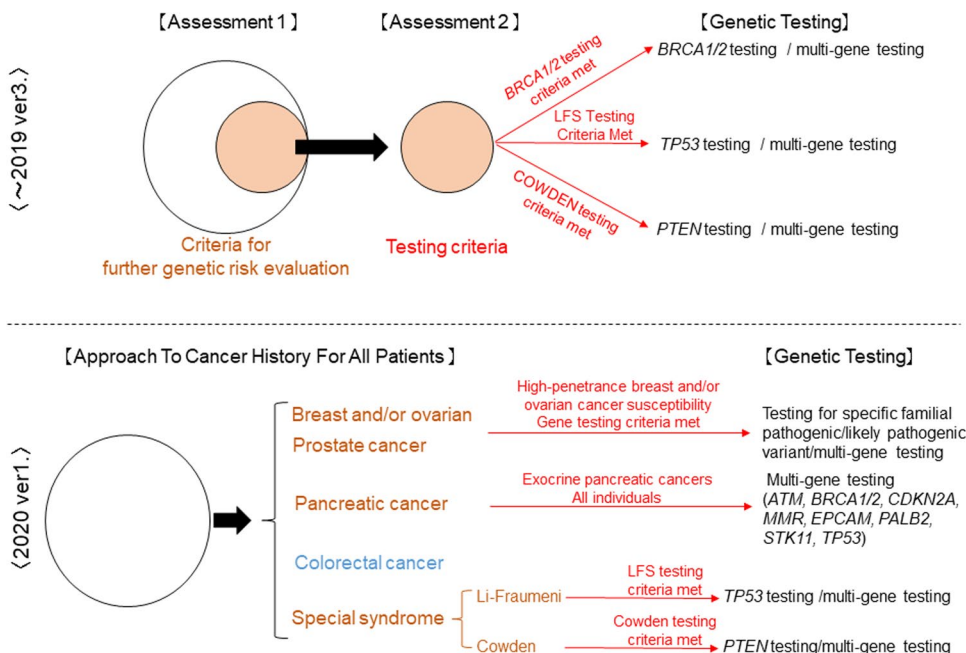 【Assessment 1】
【Assessment 2】
【Genetic Testing】
〈~2019 ver3.〉
BRCA1/2 testing
criteria met
BRCA1/2 testing / multi-gene testing
LFS Testing
Criteria Met
TP53 testing / multi-gene testing
COWDEN testing
criteria met
PTEN testing / multi-gene testing
Criteria for
further genetic risk evaluation
Testing criteria
【Approach To Cancer History For All Patients】
【Genetic Testing】
〈2020 ver1.〉
Breast and/or ovarian
Prostate cancer
High-penetrance breast and/or
ovarian cancer susceptibility
Gene testing criteria met
Testing for specific familial
pathogenic/likely pathogenic
variant/multi-gene testing
Pancreatic cancer
Exocrine pancreatic cancers
All individuals
Multi-gene testing
(ATM, BRCA1/2, CDKN2A,
MMR, EPCAM, PALB2,
STK11, TP53)
Colorectal cancer
Special syndrome
Li-Fraumeni
LFS testing
criteria met
TP53 testing /multi-gene testing
Cowden
Cowden testing
criteria met
PTEN testing/multi-gene testing